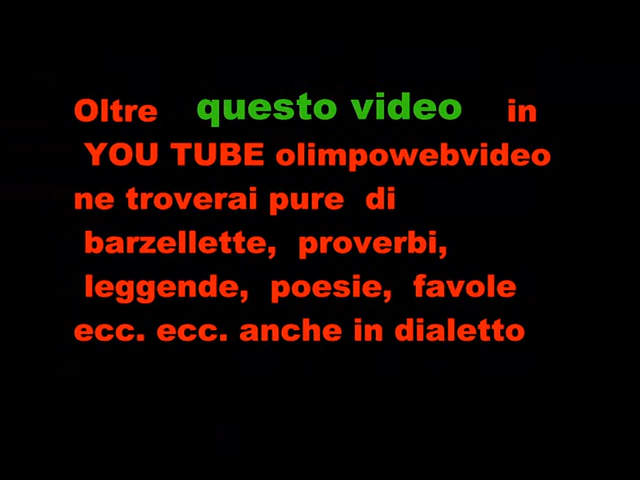 Oltre questo video in
YOU TUBE olimpowebvideo
ne troverai pure di
barzellette, proverbi,
leggende, poesie, favole
ecc. ecc. anche in dialetto